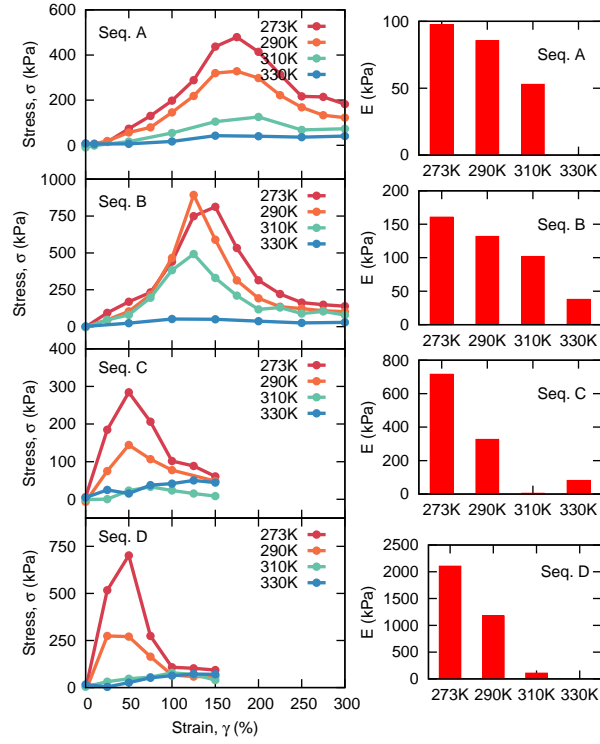 600
400
200
0
Stress, σ (kPa)
Seq. A
273K
290K
310K
330K
1000
750
500
250
0
Stress, σ (kPa)
Seq. B
273K
290K
310K
330K
400
300
200
100
0
Stress, σ (kPa)
Seq. C
273K
290K
310K
330K
750
500
250
0
Stress, σ (kPa)
Seq. D
273K
290K
310K
330K
0 50 100 150 200 250 300
Strain, γ (%)
100
50
0
E (kPa)
Seq. A
273K 290K 310K 330K
200
150
100
50
0
E (kPa)
Seq. B
273K 290K 310K 330K
800
600
400
200
0
E (kPa)
Seq. C
273K 290K 310K 330K
2500
2000
1500
1000
500
0
E (kPa)
Seq. D
273K 290K 310K 330K